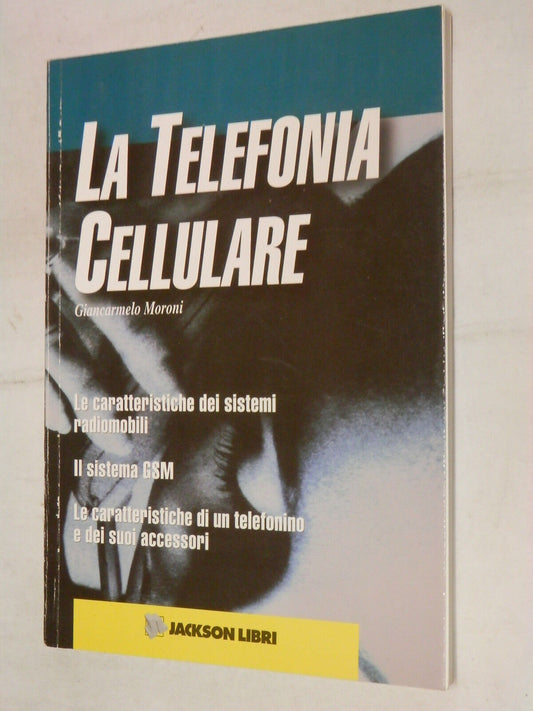 LA TELEFONIA
CELLULARE
Giancarmelo Moroni
Le caratteristiche dei sistemi
radiomobili
Il sistema GSM
Le caratteristiche di un telefonino
e dei suoi accessori
JACKSON LIBRI